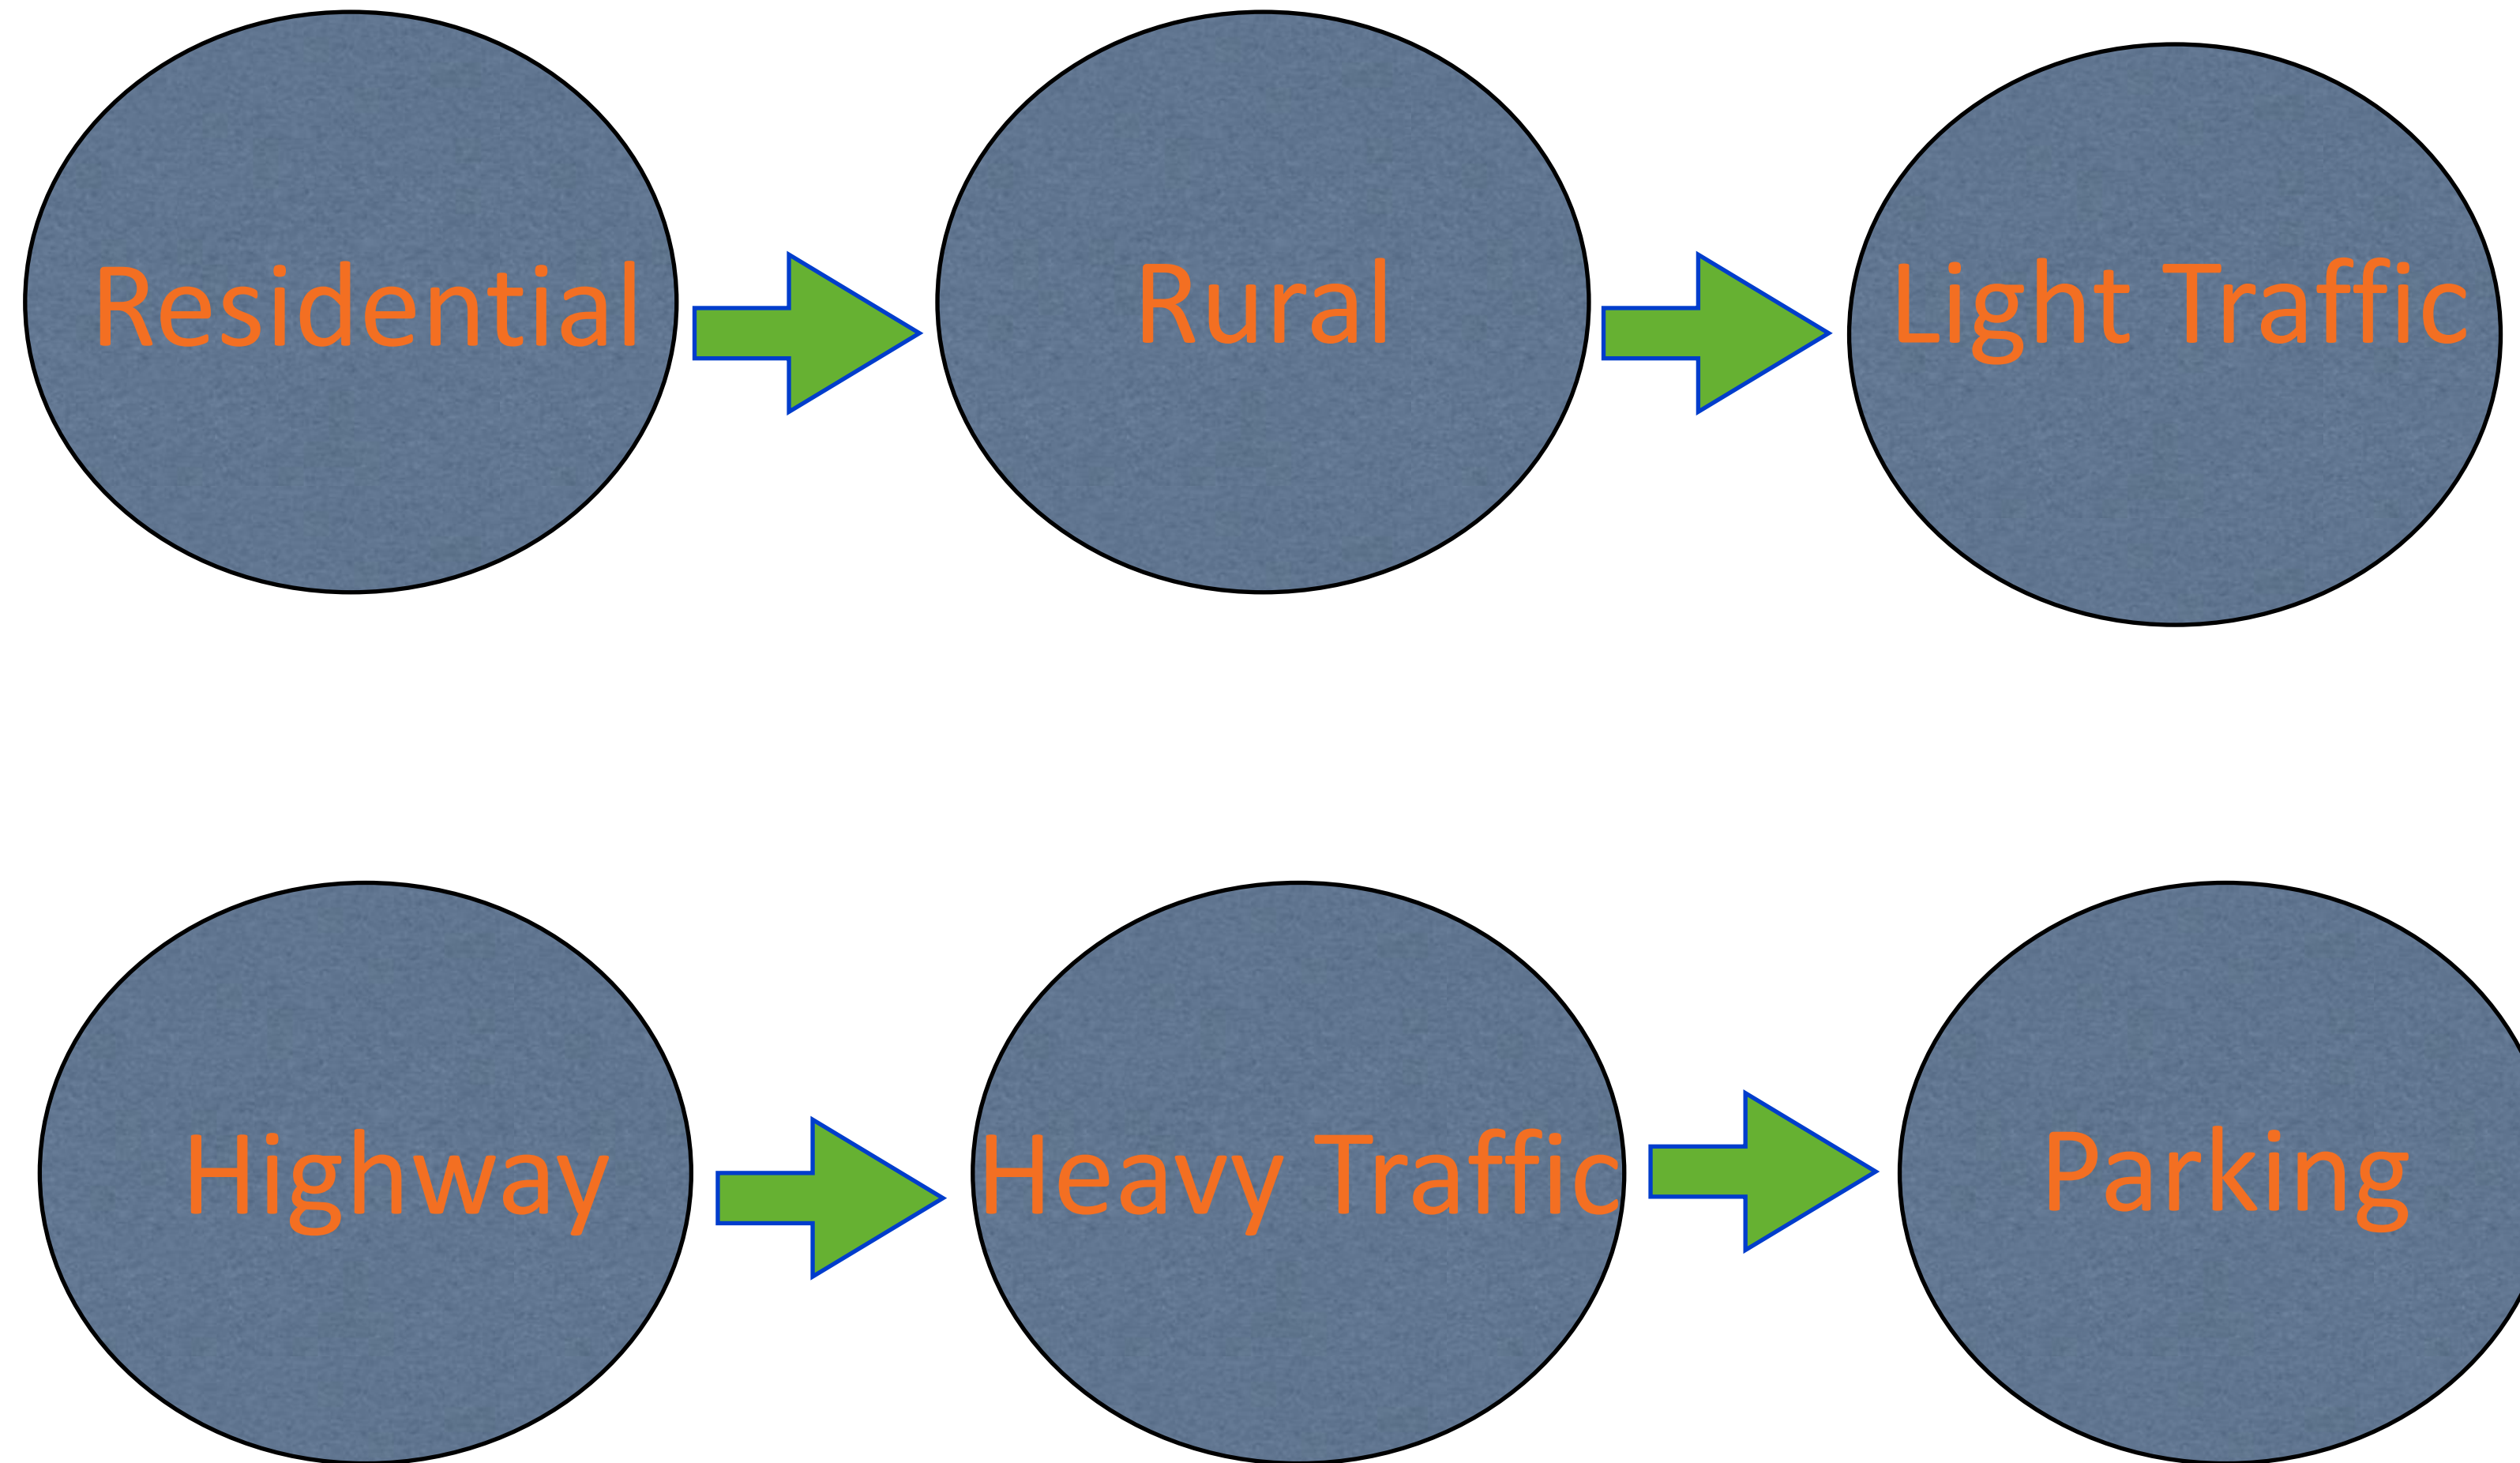 Residential
Rural
Light Traffic
Highway
Heavy Traffic
Parking